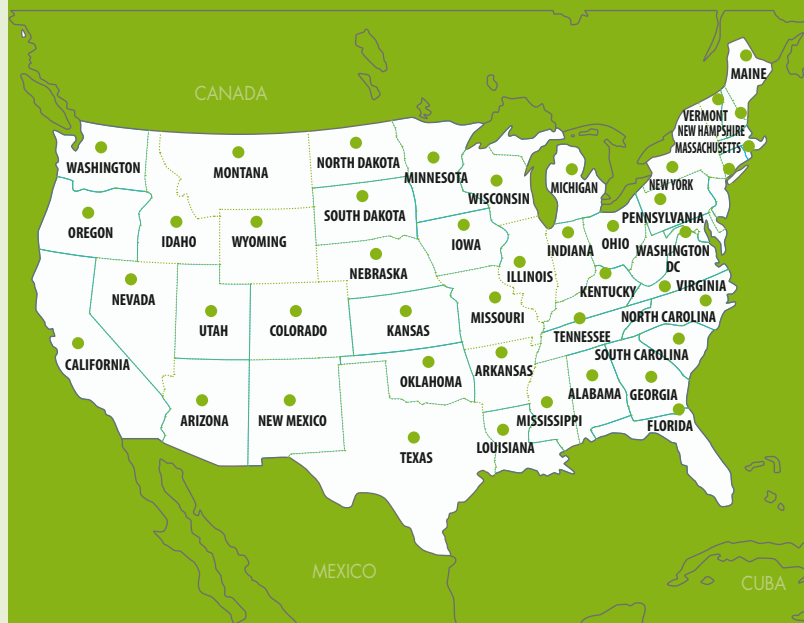 CANADA
MAINE
VERMONT
NEW HAMPSHIRE
MASSACHUSETTS
WASHINGTON
MONTANA
NORTH DAKOTA
MINNESOTA
WISCONSIN
MICHIGAN
NEW YORK
OREGON
IDAHO
WYOMING
SOUTH DAKOTA
IOWA
PENNSYLVANIA
NEVADA
UTAH
COLORADO
NEBRASKA
ILLINOIS
INDIANA
OHIO
WASHINGTON
DC
KENTUCKY
VIRGINIA
CALIFORNIA
KANSAS
MISSOURI
TENNESSEE
NORTH CAROLINA
SOUTH CAROLINA
ARIZONA
NEW MEXICO
OKLAHOMA
ARKANSAS
ALABAMA
GEORGIA
MISSISSIPPI
FLORIDA
TEXAS
LOUISIANA
MEXICO
CUBA